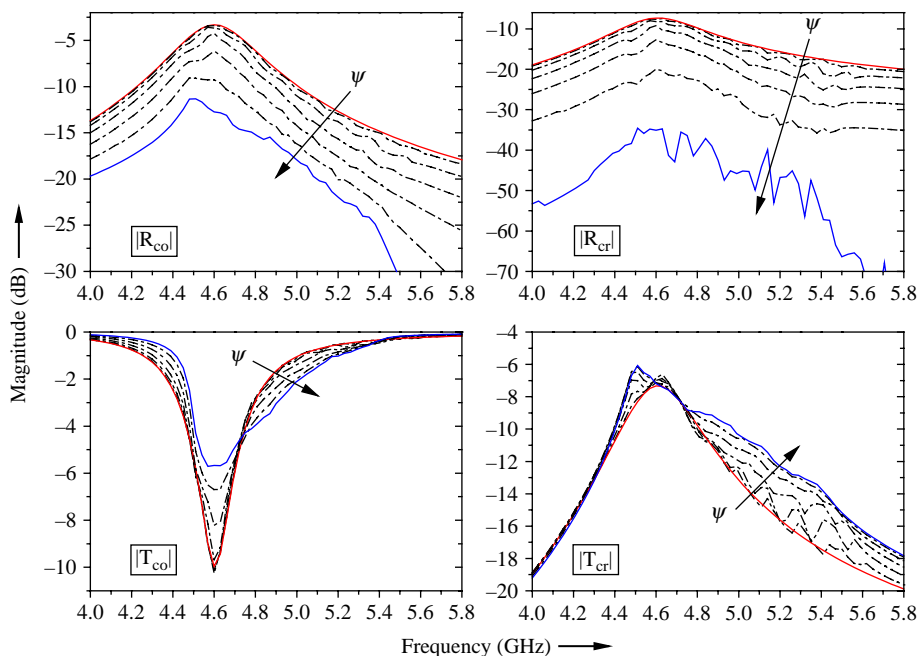 −5
−10
−15
−20
−25
−30
ψ
|Rco|
4.0 4.2 4.4 4.6 4.8 5.0 5.2 5.4 5.6 5.8
−10
−20
−30
−40
−50
−60
−70
ψ
|Rcr|
4.0 4.2 4.4 4.6 4.8 5.0 5.2 5.4 5.6 5.8
Magnitude (dB)
0
−2
−4
−6
−8
−10
ψ
|Tco|
4.0 4.2 4.4 4.6 4.8 5.0 5.2 5.4 5.6 5.8
−4
−6
−8
−10
−12
−14
−16
−18
−20
ψ
|Tcr|
4.0 4.2 4.4 4.6 4.8 5.0 5.2 5.4 5.6 5.8
Frequency (GHz)